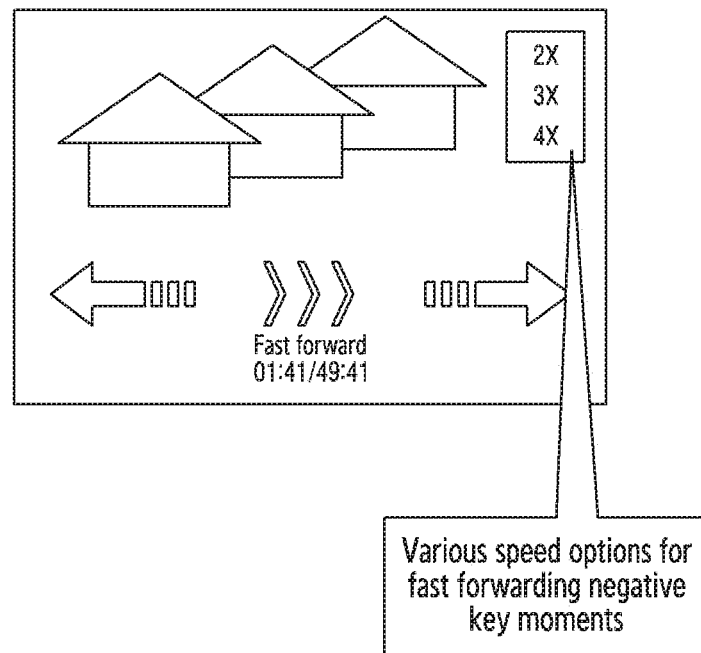 2X
3X
4X
Fast forward
01:41/49:41
Various speed options for
fast forwarding negative
key moments